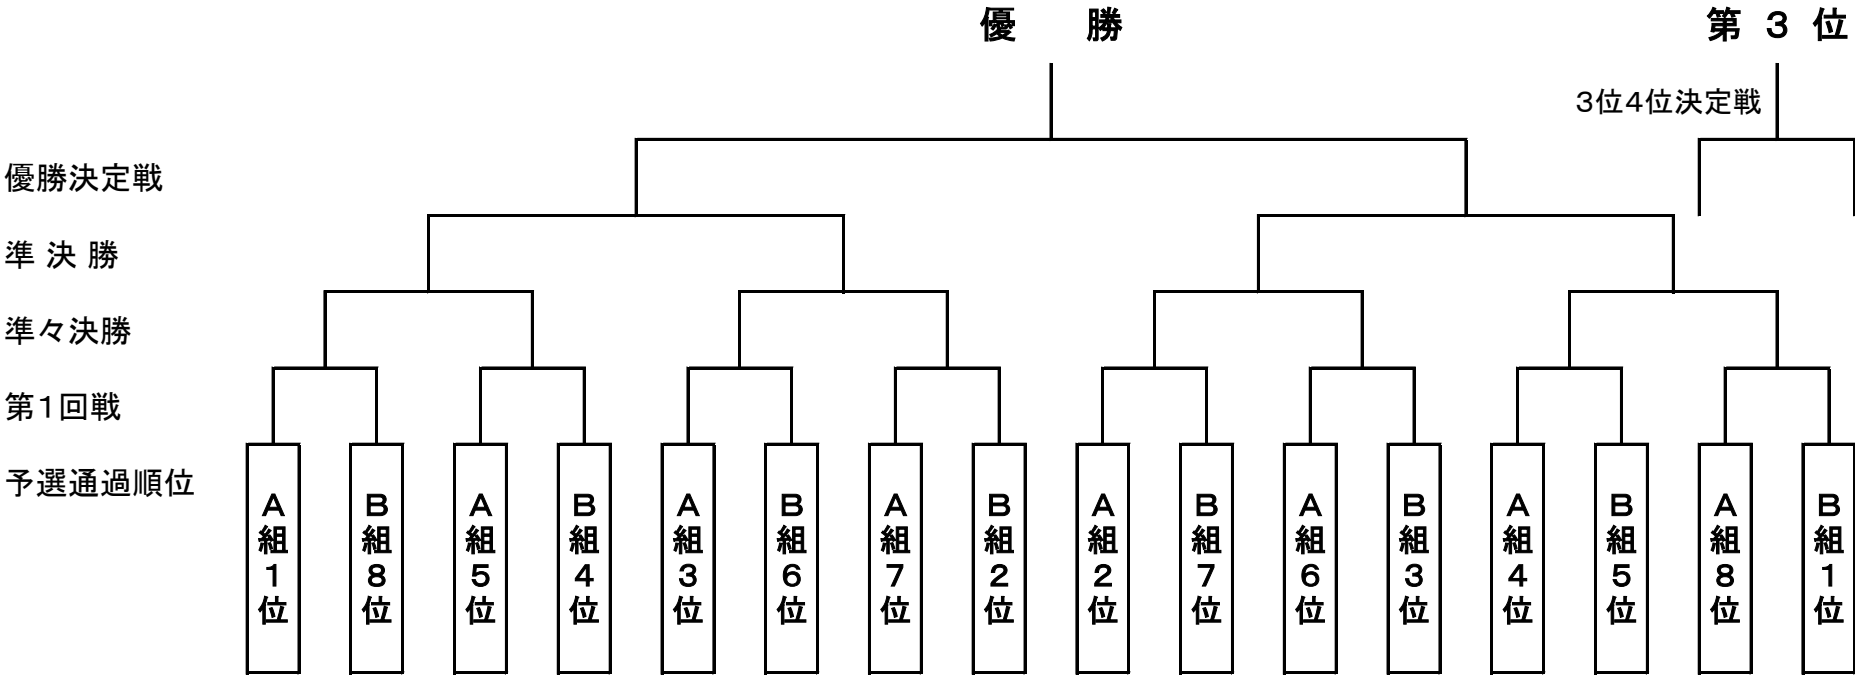 優　勝
第 3 位
3位4位決定戦
優勝決定戦
準 決 勝
準々決勝
第1回戦
予選通過順位
A組1位
B組8位
A組5位
B組4位
A組3位
B組6位
A組7位
B組2位
A組2位
B組7位
A組6位
B組3位
A組4位
B組5位
A組8位
B組1位